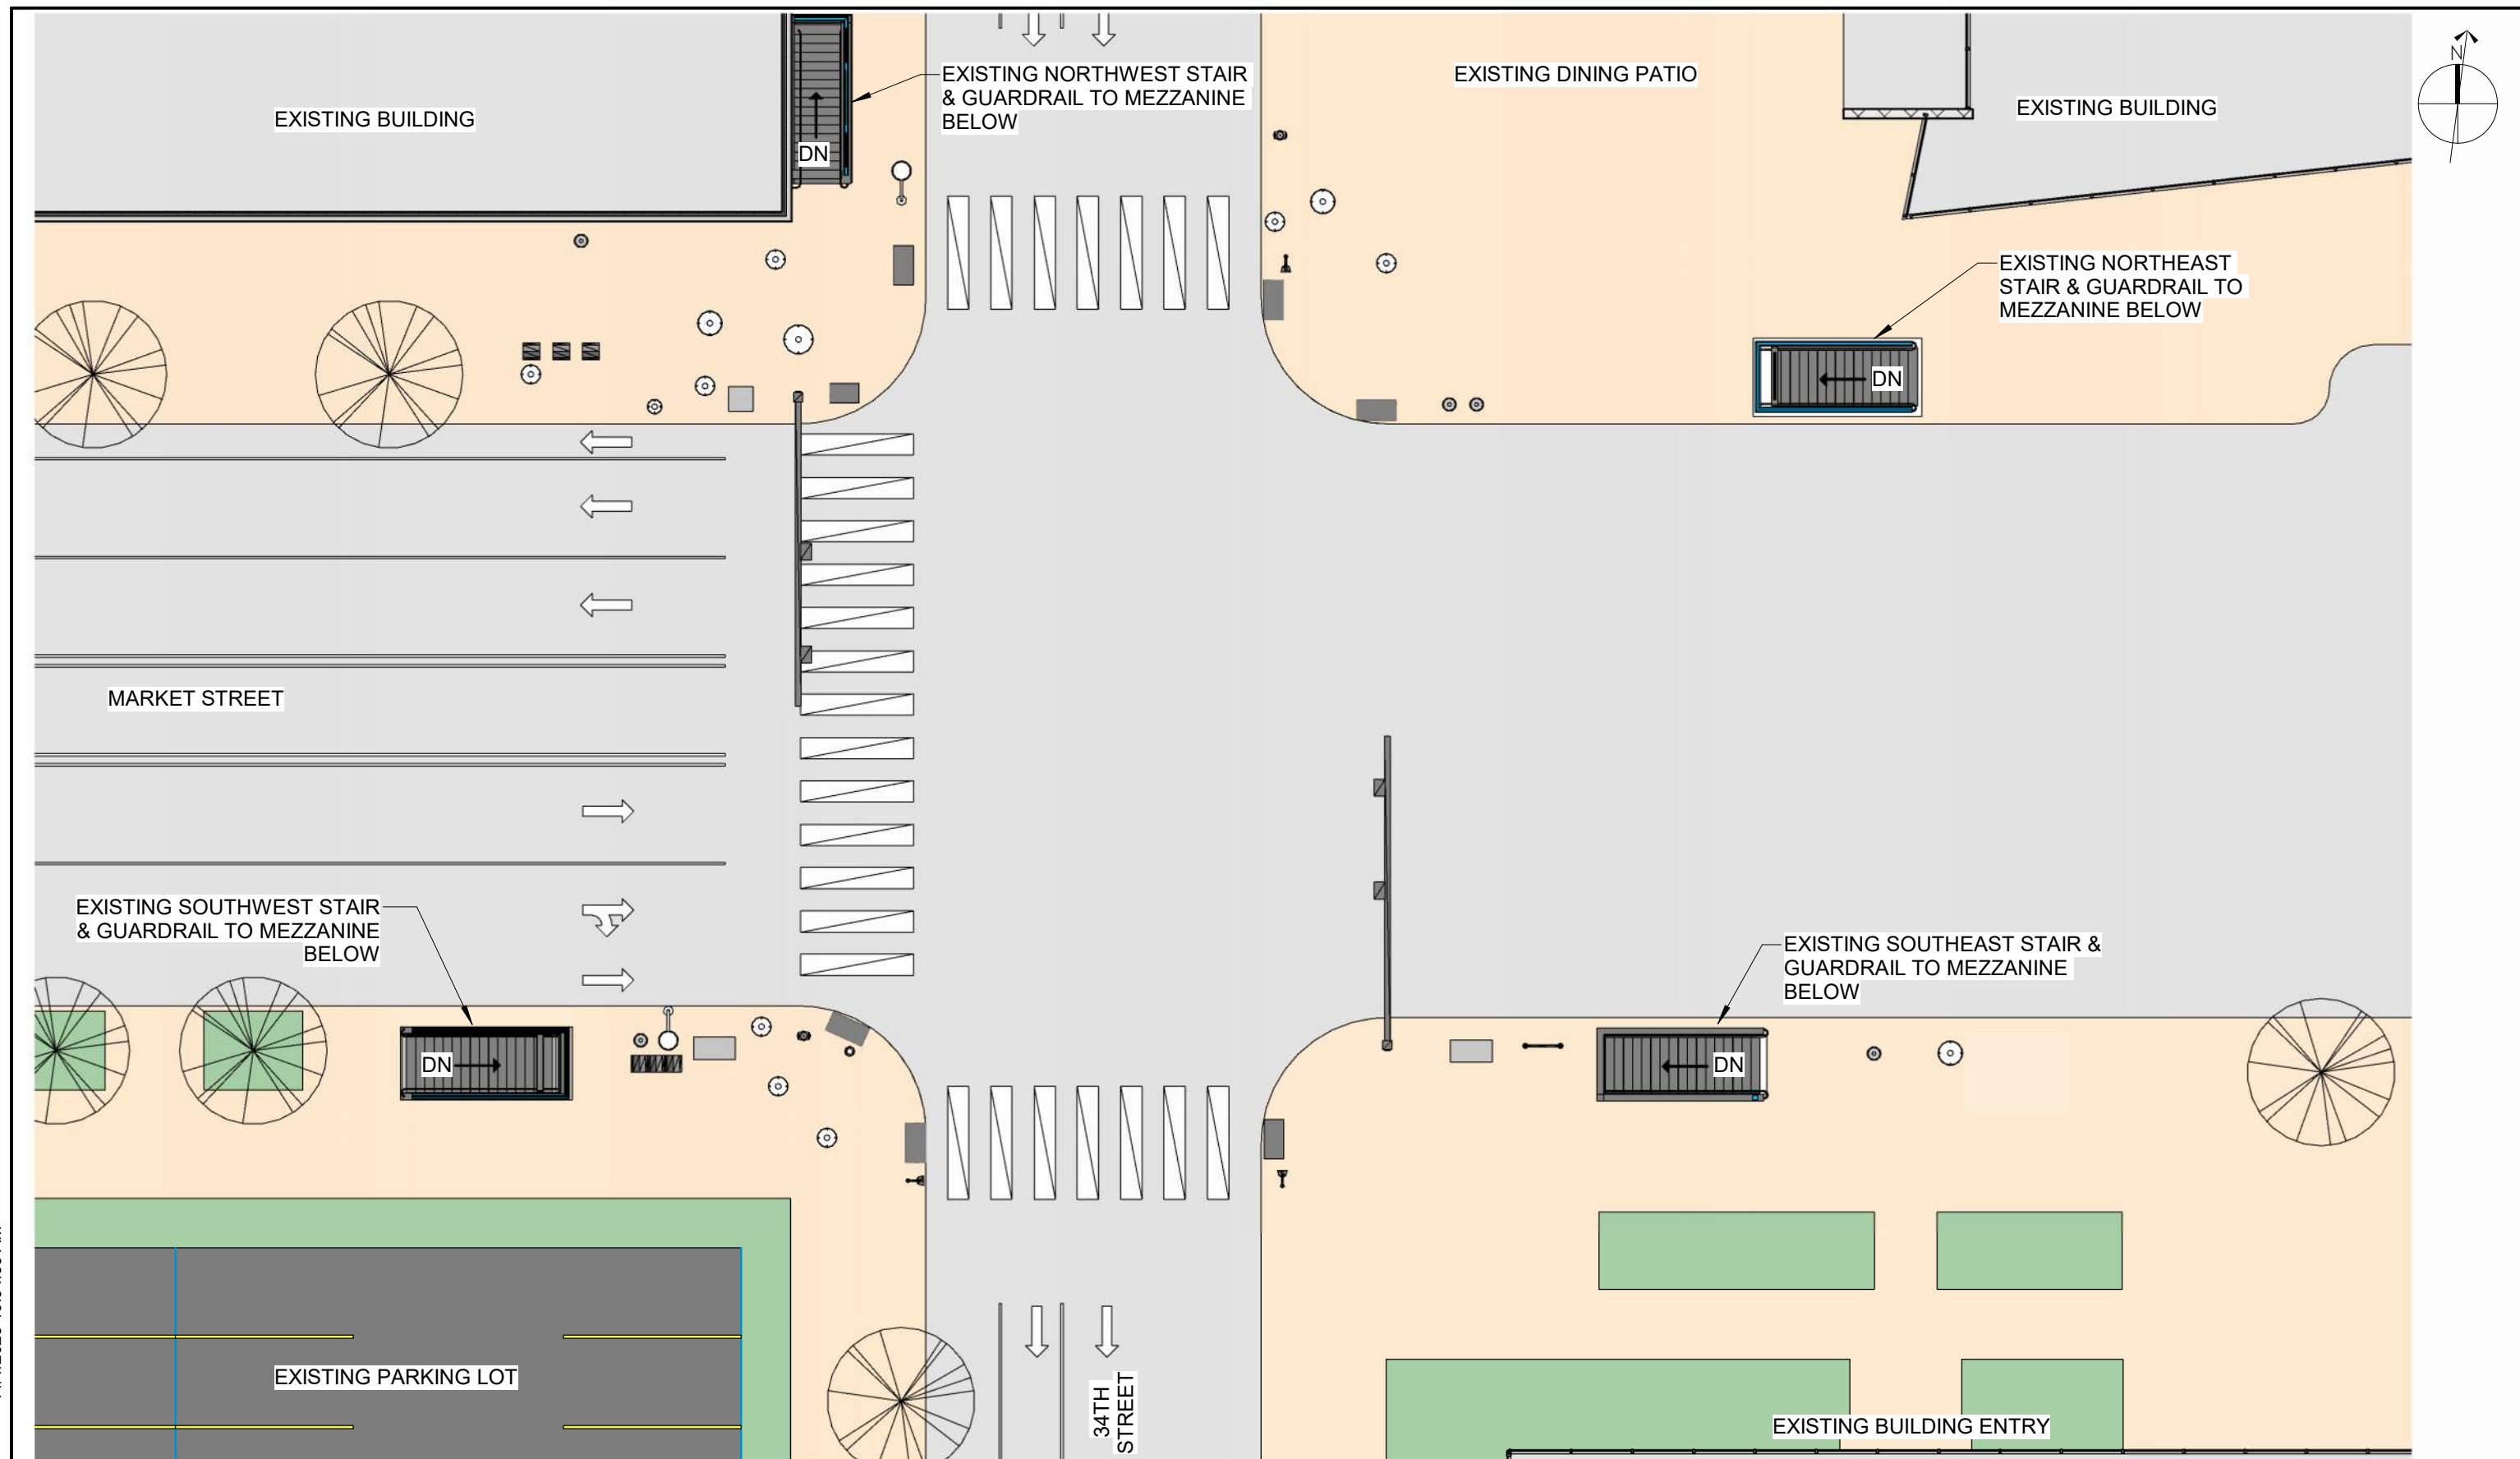 EXISTING BUILDING
EXISTING NORTHWEST STAIR
& GUARDRAIL TO MEZZANINE
BELOW
DN
EXISTING DINING PATIO
EXISTING BUILDING
N
EXISTING NORTHEAST
STAIR & GUARDRAIL TO
MEZZANINE BELOW
DN
MARKET STREET
EXISTING SOUTHWEST STAIR
& GUARDRAIL TO MEZZANINE
BELOW
DN
EXISTING SOUTHEAST STAIR &
GUARDRAIL TO MEZZANINE
BELOW
DN
EXISTING PARKING LOT
34TH
STREET
EXISTING BUILDING ENTRY